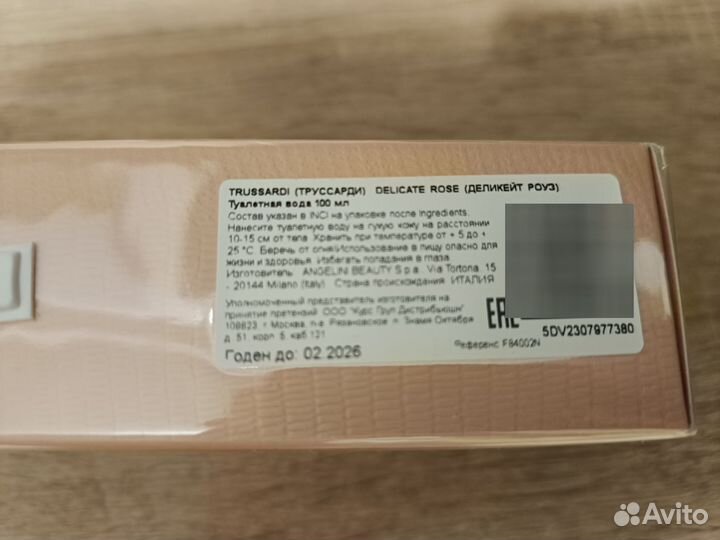 TRUSSARDI (ТРУССАРДИ) DELICATE ROSE (ДЕЛИКЕЙТ РОУЗ)
Туалетная вода 100 мл
Состав указан в INCI на упаковке после Ingredients.
Нанесите туалетную воду на сухую кожу на расстоянии
10-15 см от тела. Хранить при температуре от + 5 до +
25 °C. Беречь от огня!Использование в пищу опасно для
жизни и здоровья. Избегать попадания в глаза.
Изготовитель: ANGELINI BEAUTY S.p.a. Via Tortona, 15
- 20144 Milano (Italy). Страна происхождения: ИТАЛИЯ
Уполномоченный представитель изготовителя на
принятие претензий: ООО "Курс Груп Дистрибьюшн"
108823, г. Москва, п-е Рязановское, п. Знамя Октября
д. 51, корп. 5, каб.121
Годен до: 02.2026
EAC
5DV2307977380
Референс: F84002N
Avito